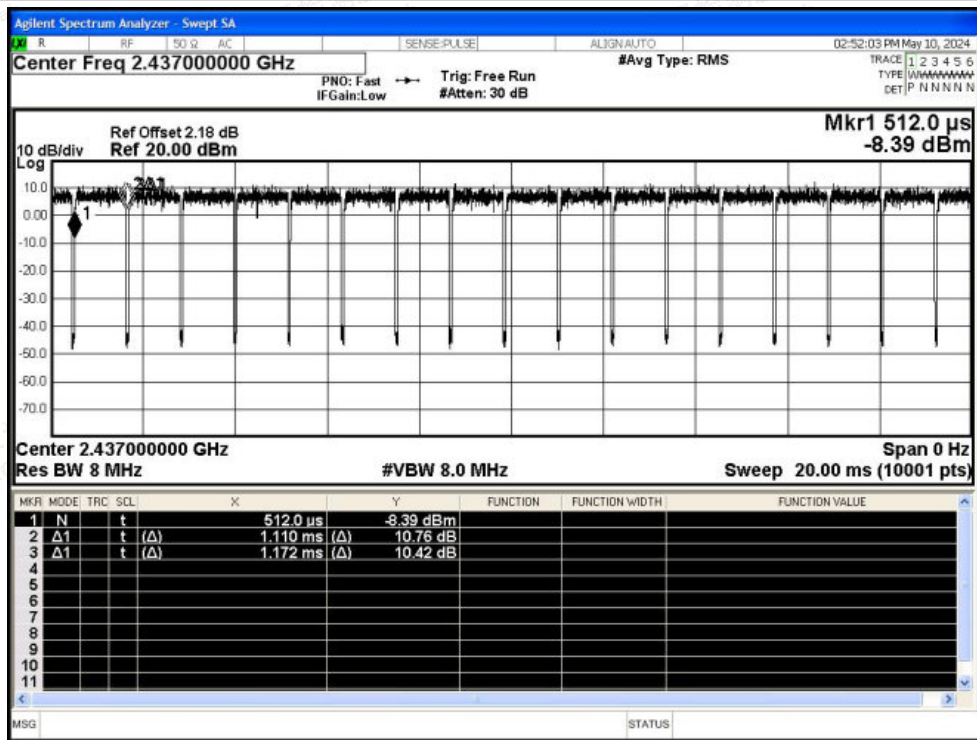 Agilent Spectrum Analyzer - Swept SA
LXI R RF 50 Ω AC SENSE:PULSE ALIGNAUTO 02:52:03 PM May 10, 2024
Center Freq 2.437000000 GHz #Avg Type: RMS TRACE 1 2 3 4 5 6
PNO: Fast Trig: Free Run TYPE WWWWWW
IFGain:Low #Atten: 30 dB DET P N N N N N
Mkr1 512.0 µs
Ref Offset 2.18 dB
10 dB/div Ref 20.00 dBm -8.39 dBm
Log
10.0
0.00
-10.0
-20.0
-30.0
-40.0
-50.0
-60.0
-70.0
1
Center 2.437000000 GHz Span 0 Hz
Res BW 8 MHz #VBW 8.0 MHz Sweep 20.00 ms (10001 pts)
MKR MODE TRC SCL X Y FUNCTION FUNCTION WIDTH FUNCTION VALUE
1 N t 512.0 µs -8.39 dBm
2 Δ1 t (Δ) 1.110 ms (Δ) 10.76 dB
3 Δ1 t (Δ) 1.172 ms (Δ) 10.42 dB
4
5
6
7
8
9
10
11
MSG STATUS